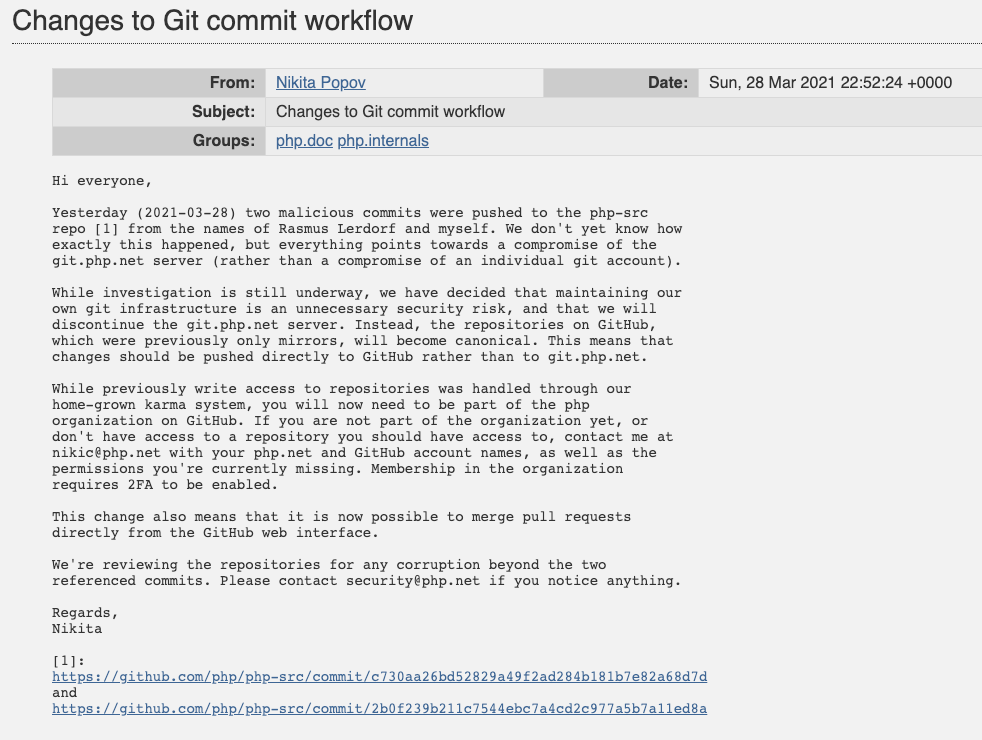 Changes to Git commit workflow
From: Nikita Popov Date: Sun, 28 Mar 2021 22:52:24 +0000
Subject: Changes to Git commit workflow
Groups: php.doc php.internals
Hi everyone,
Yesterday (2021-03-28) two malicious commits were pushed to the php-src
repo [1] from the names of Rasmus Lerdorf and myself. We don't yet know how
exactly this happened, but everything points towards a compromise of the
git.php.net server (rather than a compromise of an individual git account).
While investigation is still underway, we have decided that maintaining our
own git infrastructure is an unnecessary security risk, and that we will
discontinue the git.php.net server. Instead, the repositories on GitHub,
which were previously only mirrors, will become canonical. This means that
changes should be pushed directly to GitHub rather than to git.php.net.
While previously write access to repositories was handled through our
home-grown karma system, you will now need to be part of the php
organization on GitHub. If you are not part of the organization yet, or
don't have access to a repository you should have access to, contact me at
nikic@php.net with your php.net and GitHub account names, as well as the
permissions you're currently missing. Membership in the organization
requires 2FA to be enabled.
This change also means that it is now possible to merge pull requests
directly from the GitHub web interface.
We're reviewing the repositories for any corruption beyond the two
referenced commits. Please contact security@php.net if you notice anything.
Regards,
Nikita
[1]:
https://github.com/php/php-src/commit/c730aa26bd52829a49f2ad284b181b7e82a68d7d
and
https://github.com/php/php-src/commit/2b0f239b211c7544ebc7a4cd2c977a5b7a11ed8a